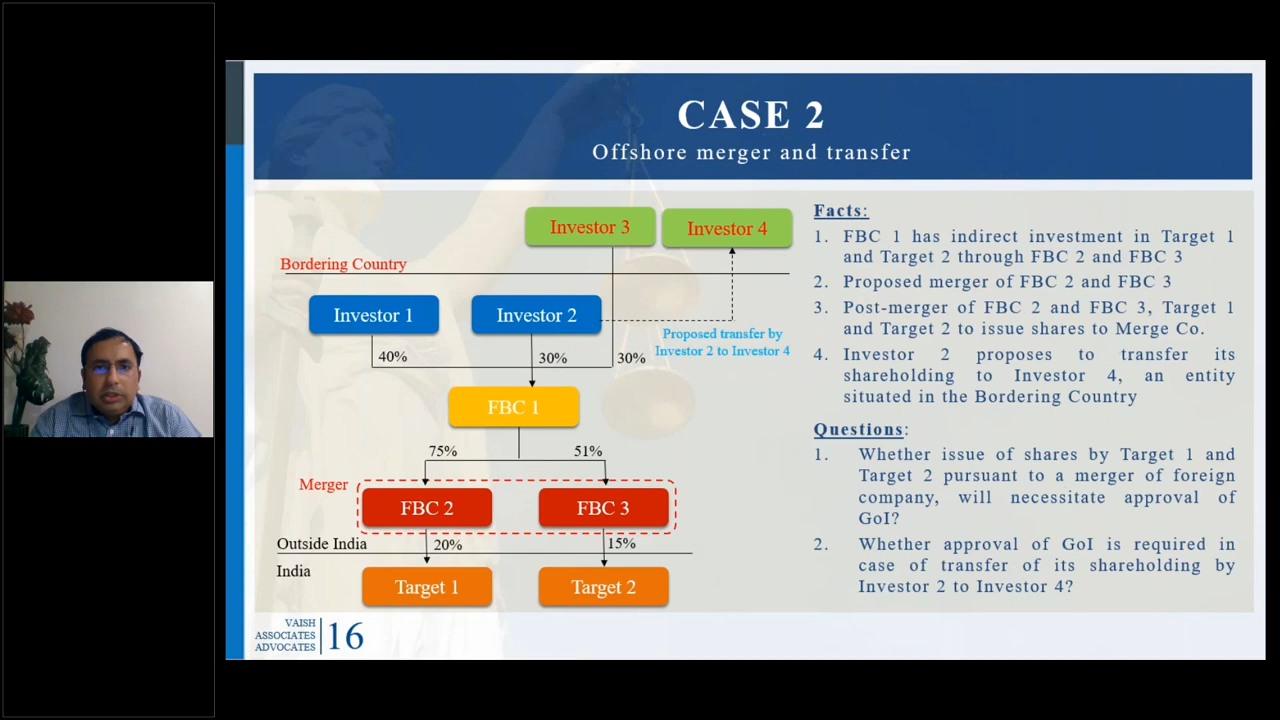 CASE 2
Offshore merger and transfer
Investor 3
Investor 4
Bordering Country
Investor 1
Investor 2
Proposed transfer by
Investor 2 to Investor 4
40%
30%
30%
FBC 1
75%
51%
Merger
FBC 2
FBC 3
Outside India
20%
15%
India
Target 1
Target 2
Facts:
1. FBC 1 has indirect investment in Target 1
and Target 2 through FBC 2 and FBC 3
2. Proposed merger of FBC 2 and FBC 3
3. Post-merger of FBC 2 and FBC 3, Target 1
and Target 2 to issue shares to Merge Co.
4. Investor 2 proposes to transfer its
shareholding to Investor 4, an entity
situated in the Bordering Country
Questions:
1. Whether issue of shares by Target 1 and
Target 2 pursuant to a merger of foreign
company, will necessitate approval of
GoI?
2. Whether approval of GoI is required in
case of transfer of its shareholding by
Investor 2 to Investor 4?
VAISH
ASSOCIATES
ADVOCATES
16